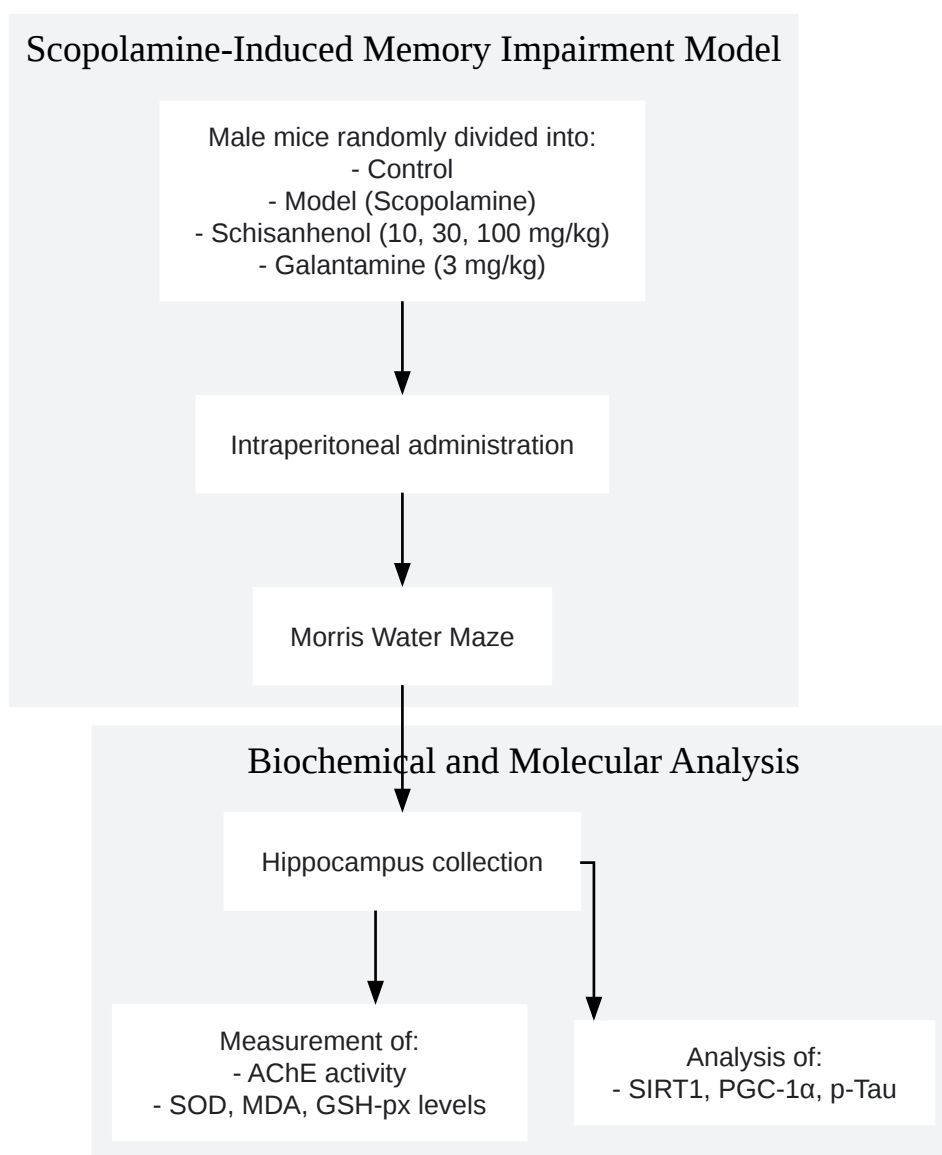 Scopolamine-Induced Memory Impairment Model
Male mice randomly divided into:
- Control
- Model (Scopolamine)
- Schisanhenol (10, 30, 100 mg/kg)
- Galantamine (3 mg/kg)
Intraperitoneal administration
Morris Water Maze
Biochemical and Molecular Analysis
Hippocampus collection
Measurement of:
- AChE activity
- SOD, MDA, GSH-px levels
Analysis of:
- SIRT1, PGC-1α, p-Tau